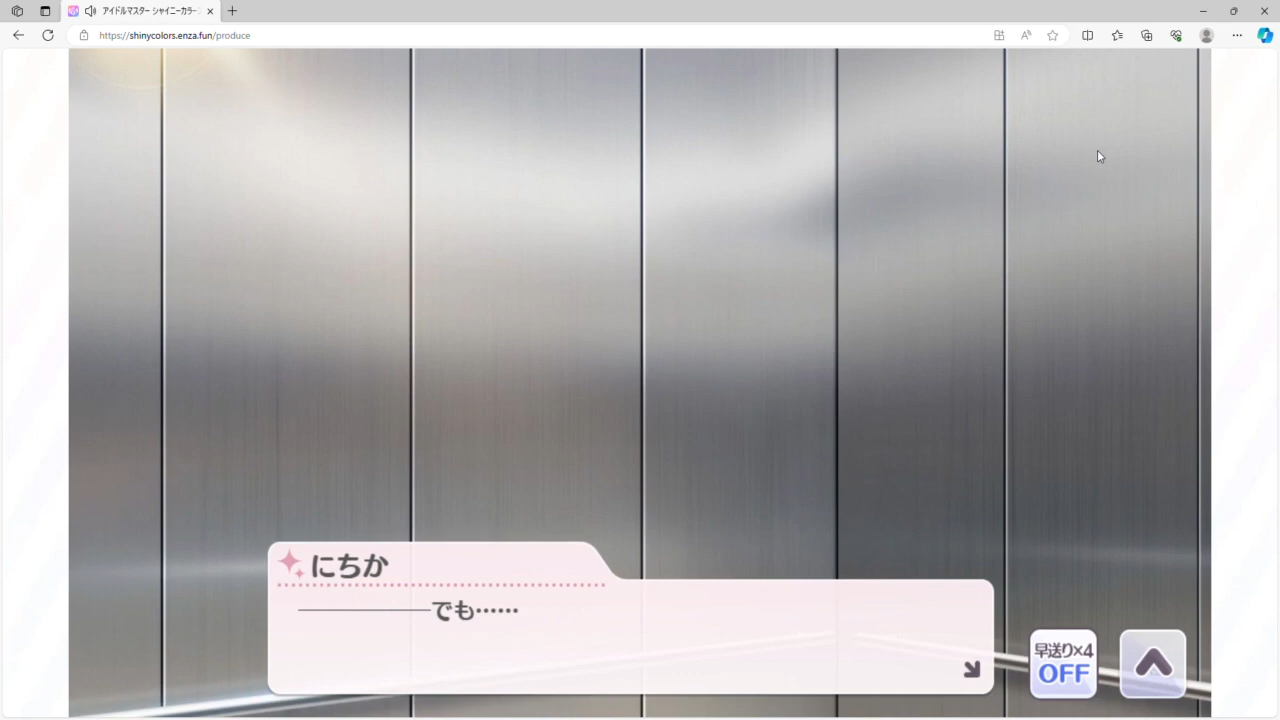 アイドルマスター シャイニーカラー
https://shinycolors.enza.fun/produce
にちか
――――でも……
早送り×4
OFF